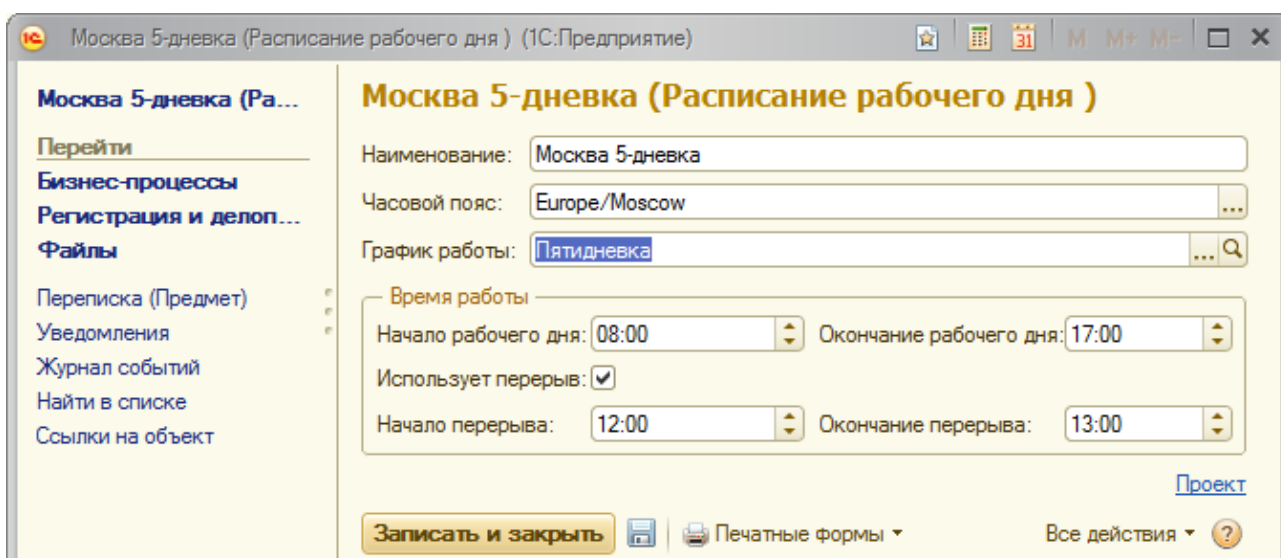 1С Москва 5-дневка (Расписание рабочего дня ) (1С:Предприятие) 31 M M+ M-
Москва 5-дневка (Ра...
Перейти
Бизнес-процессы
Регистрация и делоп...
Файлы
Переписка (Предмет)
Уведомления
Журнал событий
Найти в списке
Ссылки на объект
Москва 5-дневка (Расписание рабочего дня )
Наименование: Москва 5-дневка
Часовой пояс: Europe/Moscow ...
График работы: Пятидневка ...
Время работы
Начало рабочего дня: 08:00 Окончание рабочего дня: 17:00
Использует перерыв:
Начало перерыва: 12:00 Окончание перерыва: 13:00
Проект
Записать и закрыть Печатные формы Все действия ?